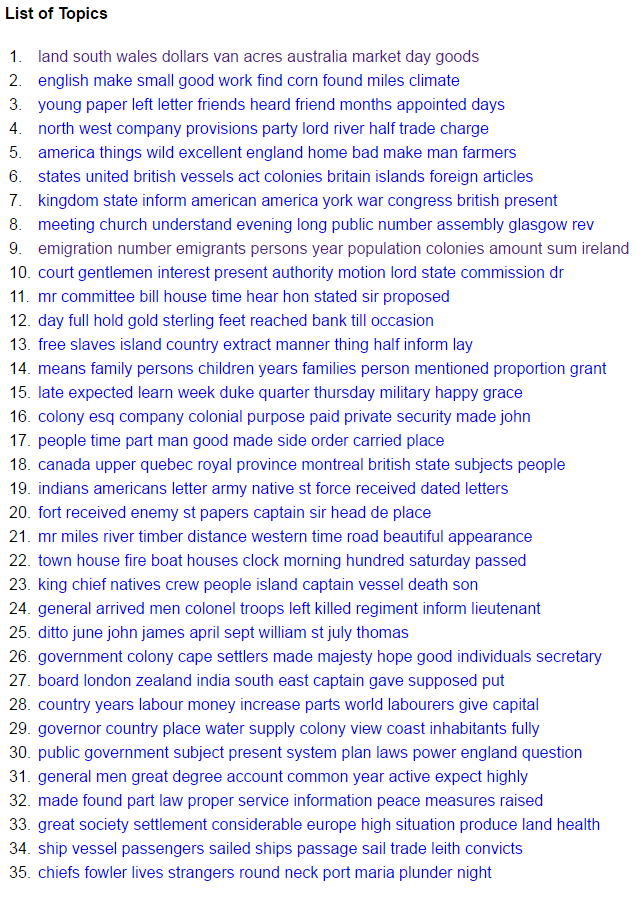 List of Topics
1. land south wales dollars van acres australia market day goods
2. english make small good work find corn found miles climate
3. young paper left letter friends heard friend months appointed days
4. north west company provisions party lord river half trade charge
5. america things wild excellent england home bad make man farmers
6. states united british vessels act colonies britain islands foreign articles
7. kingdom state inform american america york war congress british present
8. meeting church understand evening long public number assembly glasgow rev
9. emigration number emigrants persons year population colonies amount sum ireland
10. court gentlemen interest present authority motion lord state commission dr
11. mr committee bill house time hear hon stated sir proposed
12. day full hold gold sterling feet reached bank till occasion
13. free slaves island country extract manner thing half inform lay
14. means family persons children years families person mentioned proportion grant
15. late expected learn week duke quarter thursday military happy grace
16. colony esq company colonial purpose paid private security made john
17. people time part man good made side order carried place
18. canada upper quebec royal province montreal british state subjects people
19. indians americans letter army native st force received dated letters
20. fort received enemy st papers captain sir head de place
21. mr miles river timber distance western time road beautiful appearance
22. town house fire boat houses clock morning hundred saturday passed
23. king chief natives crew people island captain vessel death son
24. general arrived men colonel troops left killed regiment inform lieutenant
25. ditto june john james april sept william st july thomas
26. government colony cape settlers made majesty hope good individuals secretary
27. board london zealand india south east captain gave supposed put
28. country years labour money increase parts world labourers give capital
29. governor country place water supply colony view coast inhabitants fully
30. public government subject present system plan laws power england question
31. general men great degree account common year active expect highly
32. made found part law proper service information peace measures raised
33. great society settlement considerable europe high situation produce land health
34. ship vessel passengers sailed ships passage sail trade leith convicts
35. chiefs fowler lives strangers round neck port maria plunder night